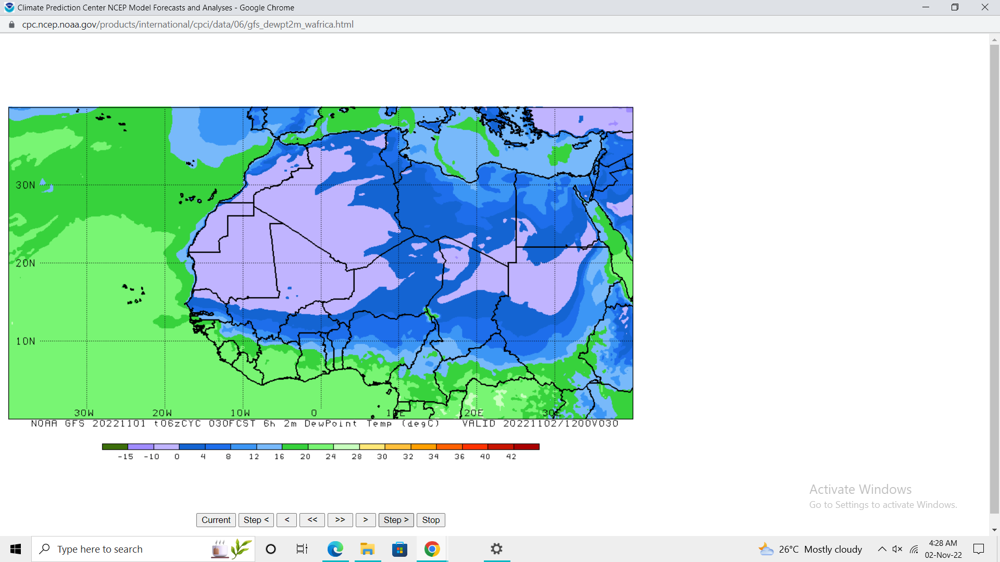 Climate Prediction Center NCEP Model Forecasts and Analyses - Google Chrome
cpc.ncep.noaa.gov/products/international/cpci/data/06/gfs_dewpt2m_wafrica.html
30N
20N
10N
30W 20W 10W 0 10E 20E 30E
NOAA GFS 20221101 t06zCYC 030FCST 6h 2m DewPoint Temp (degC) VALID 20221102/1200V030
-15 -10 0 4 8 12 16 20 24 28 30 32 34 36 40 42
Activate Windows
Go to Settings to activate Windows.
Current Step < < << >> > Step > Stop
Type here to search
26°C Mostly cloudy
4:28 AM
02-Nov-22